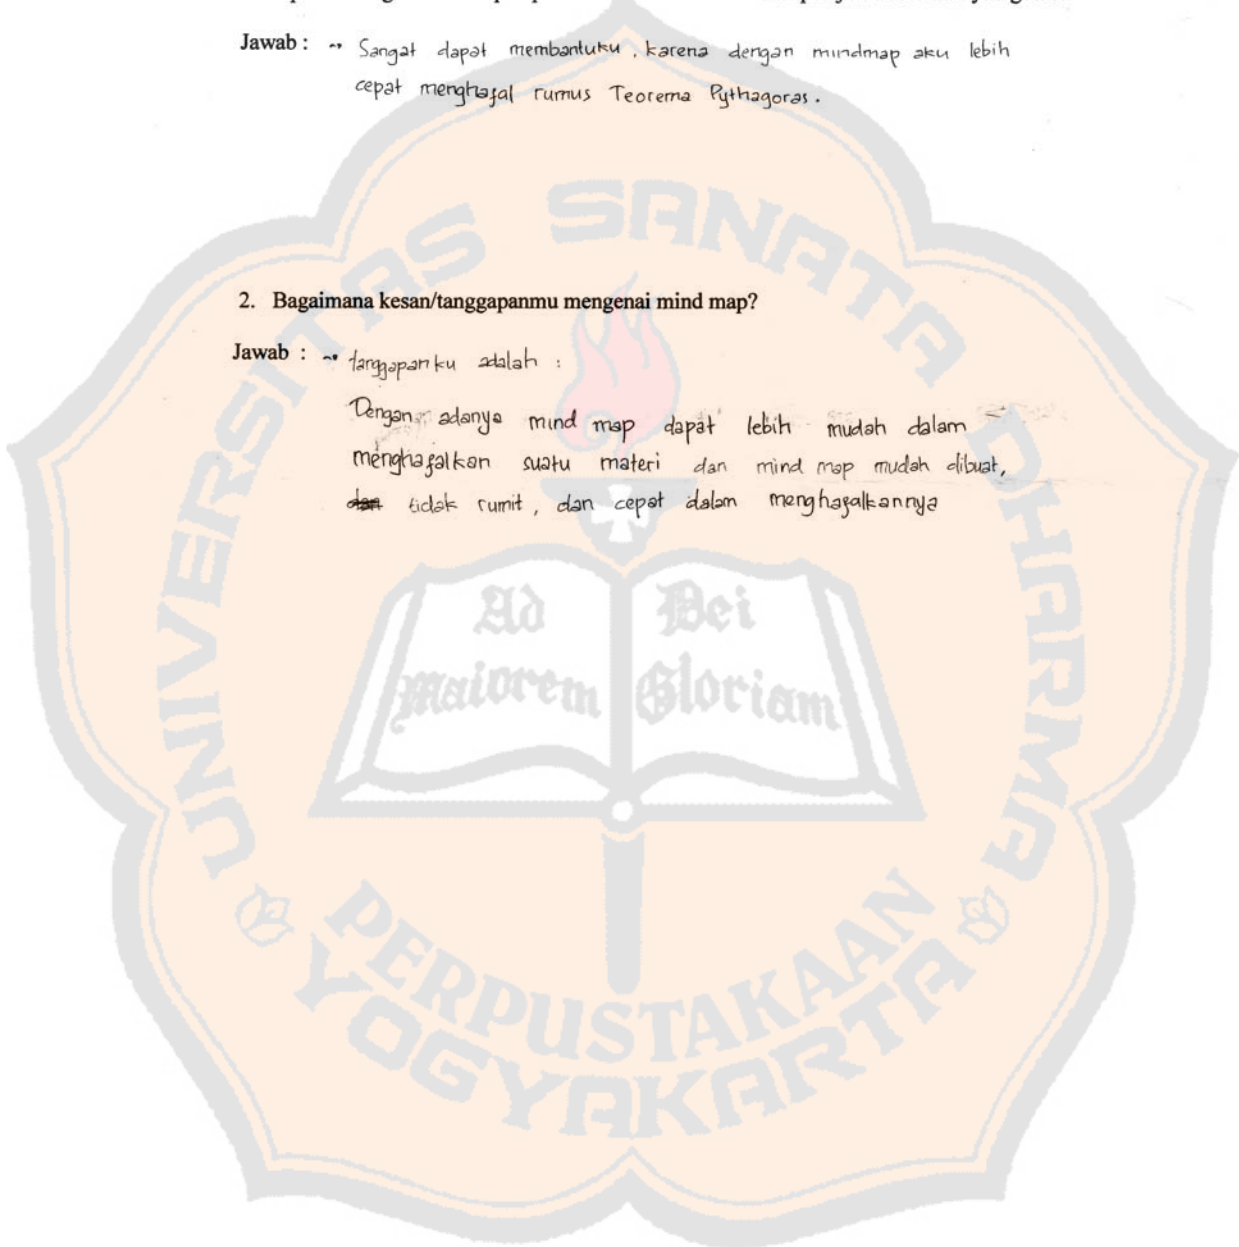 Jawab : ~• Sangat dapat membantuku, karena dengan mindmap aku lebih
cepat menghafal rumus Teorema Pythagoras.
2. Bagaimana kesan/tanggapanmu mengenai mind map?
Jawab : ~• tanggapanku adalah :
Dengan adanya mind map dapat lebih mudah dalam
menghafalkan suatu materi dan mind map mudah dibuat,
dan tidak rumit, dan cepat dalam menghafalkannya
UNIVERSITAS SANATA DHARMA
Ad Dei
maiorem Gloriam
PERPUSTAKAAN
YOGYAKARTA